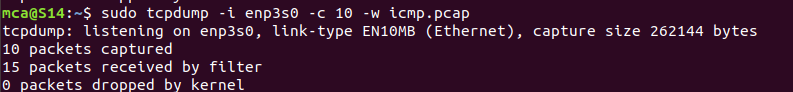 mca@S14:~$ sudo tcpdump -i enp3s0 -c 10 -w icmp.pcap
tcpdump: listening on enp3s0, link-type EN10MB (Ethernet), capture size 262144 bytes
10 packets captured
15 packets received by filter
0 packets dropped by kernel